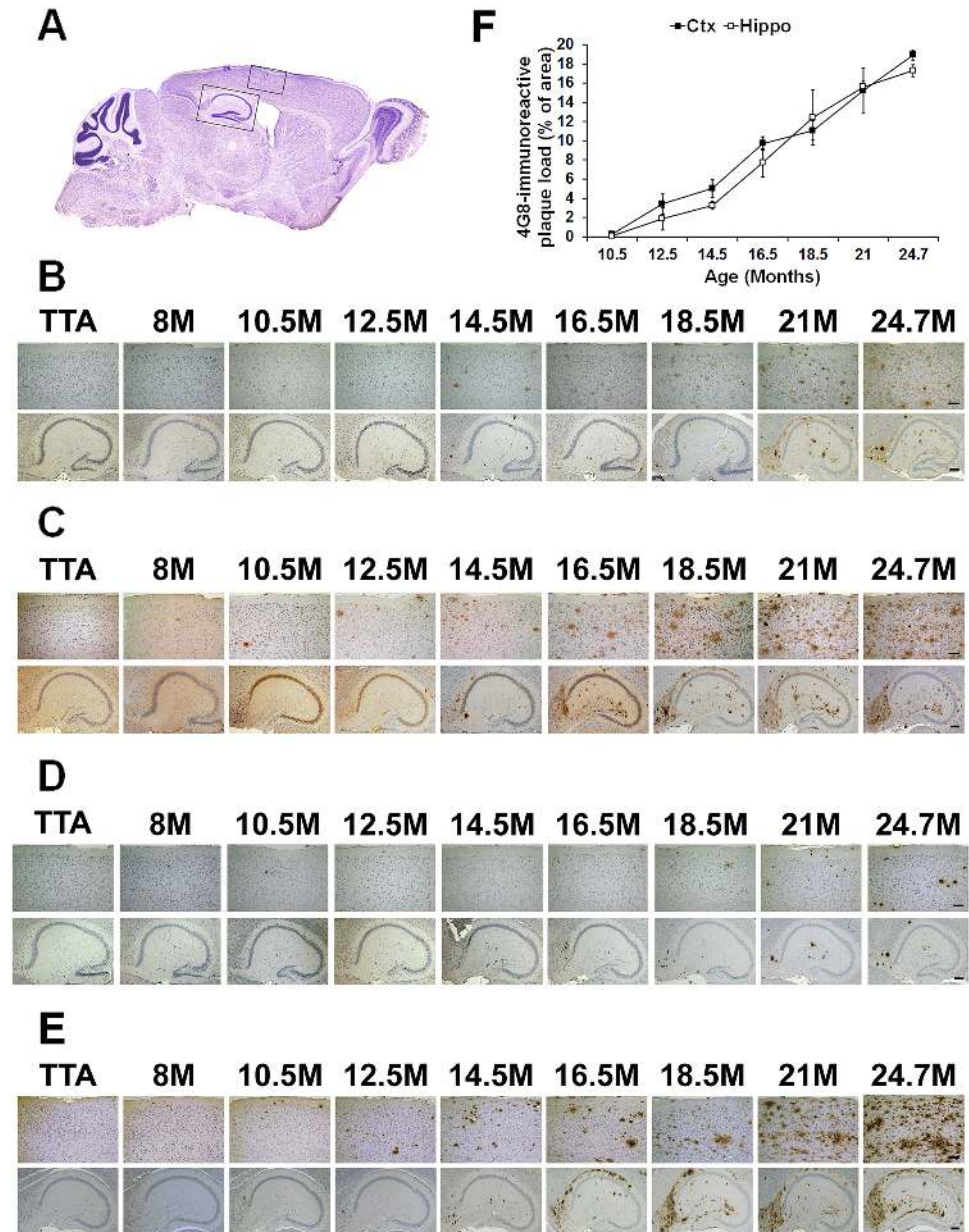 A
F
Ctx Hippo
4G8-immunoreactive
plaque load (% of area)
20
18
16
14
12
10
8
6
4
2
0
10.5 12.5 14.5 16.5 18.5 21 24.7
Age (Months)
B
TTA 8M 10.5M 12.5M 14.5M 16.5M 18.5M 21M 24.7M
C
TTA 8M 10.5M 12.5M 14.5M 16.5M 18.5M 21M 24.7M
D
TTA 8M 10.5M 12.5M 14.5M 16.5M 18.5M 21M 24.7M
E
TTA 8M 10.5M 12.5M 14.5M 16.5M 18.5M 21M 24.7M